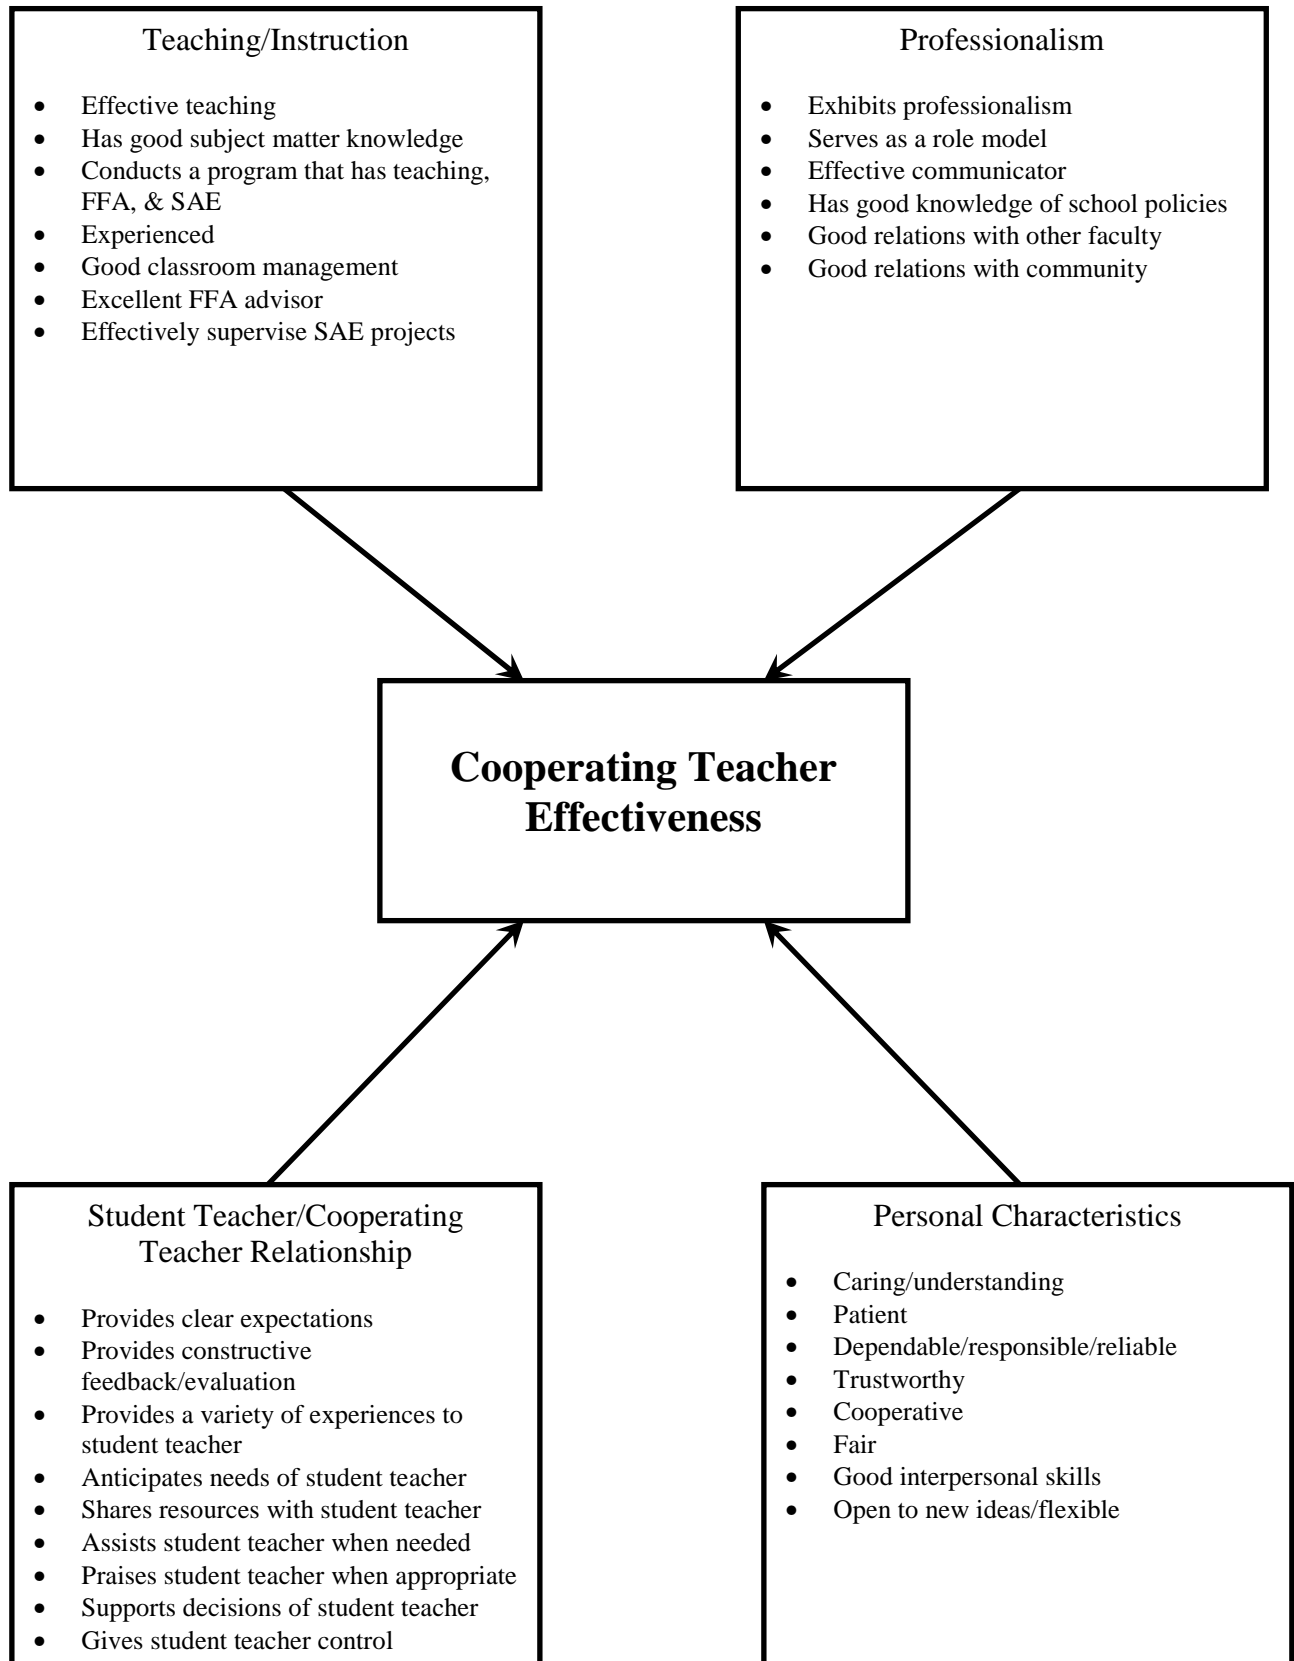 Teaching/Instruction
• Effective teaching
• Has good subject matter knowledge
• Conducts a program that has teaching,
FFA, & SAE
• Experienced
• Good classroom management
• Excellent FFA advisor
• Effectively supervise SAE projects
Professionalism
• Exhibits professionalism
• Serves as a role model
• Effective communicator
• Has good knowledge of school policies
• Good relations with other faculty
• Good relations with community
Cooperating Teacher
Effectiveness
Student Teacher/Cooperating
Teacher Relationship
• Provides clear expectations
• Provides constructive
feedback/evaluation
• Provides a variety of experiences to
student teacher
• Anticipates needs of student teacher
• Shares resources with student teacher
• Assists student teacher when needed
• Praises student teacher when appropriate
• Supports decisions of student teacher
• Gives student teacher control
Personal Characteristics
• Caring/understanding
• Patient
• Dependable/responsible/reliable
• Trustworthy
• Cooperative
• Fair
• Good interpersonal skills
• Open to new ideas/flexible